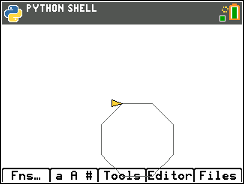 PYTHON SHELL
Fns… a A # Tools Editor Files